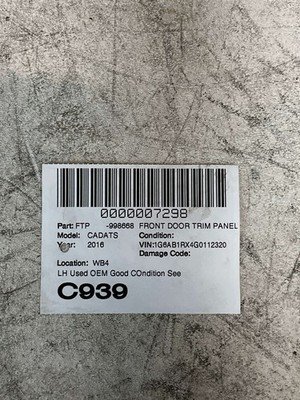 0000007298
Part: FTP -998668 FRONT DOOR TRIM PANEL
Model: CADATS Condition:
Year: 2016 VIN:1G6AB1RX4G0112320
Damage Code:
Location: WB4
LH Used OEM Good COndition See
C939